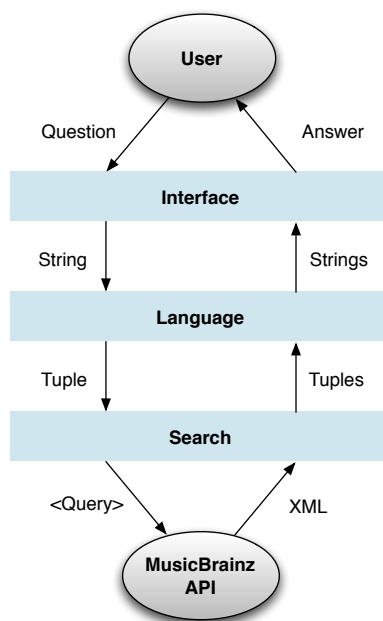 User
Question
Answer
Interface
String
Strings
Language
Tuple
Tuples
Search
<Query>
XML
MusicBrainz
API